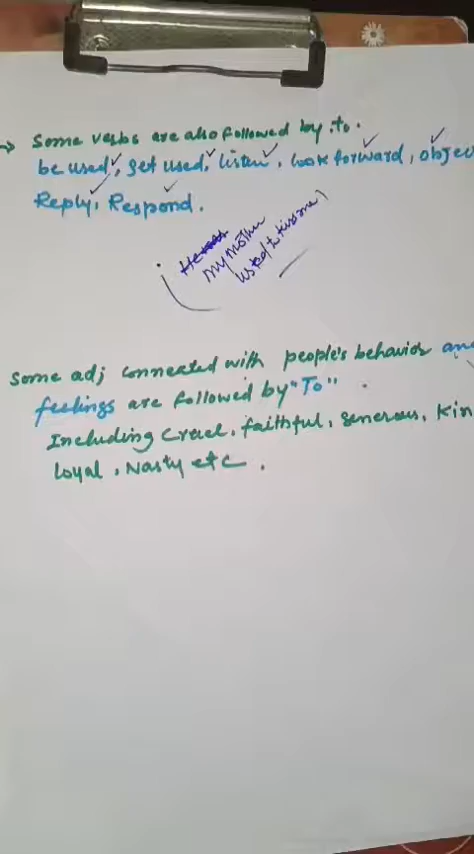 → Some verbs are also followed by .to.
be used, get used, listen, look forward, objec
Reply, Respond.
my mother
used to kiss me)
Some adj connected with people's behavior an
feelings are followed by "To" .
Including cruel, faithful, generous, Kin
loyal, Nasty etc.